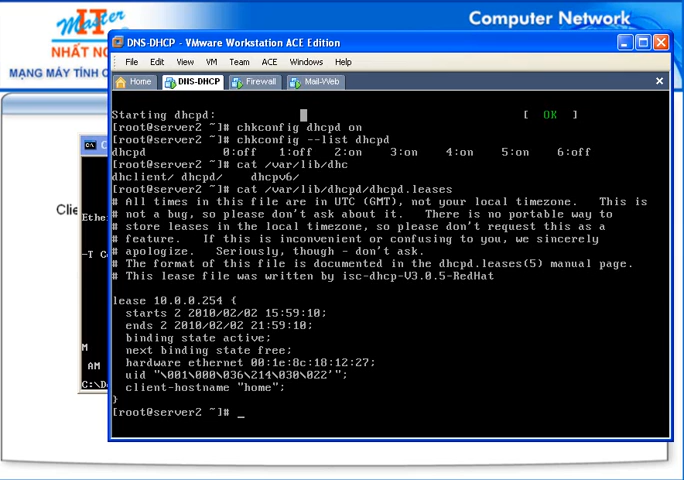 Master
IT
NHẤT NG
MẠNG MÁY TÍNH C
Computer Network
DNS-DHCP - VMware Workstation ACE Edition
File Edit View VM Team ACE Windows Help
Home DNS-DHCP Firewall Mail-Web
Starting dhcpd: [ OK ]
[root@server2 ~]# chkconfig dhcpd on
[root@server2 ~]# chkconfig --list dhcpd
dhcpd 0:off 1:off 2:on 3:on 4:on 5:on 6:off
[root@server2 ~]# cat /var/lib/dhc
dhclient/ dhcpd/ dhcpv6/
[root@server2 ~]# cat /var/lib/dhcpd/dhcpd.leases
# All times in this file are in UTC (GMT), not your local timezone. This is
# not a bug, so please don't ask about it. There is no portable way to
# store leases in the local timezone, so please don't request this as a
# feature. If this is inconvenient or confusing to you, we sincerely
# apologize. Seriously, though - don't ask.
# The format of this file is documented in the dhcpd.leases(5) manual page.
# This lease file was written by isc-dhcp-V3.0.5-RedHat
lease 10.0.0.254 {
starts 2 2010/02/02 15:59:10;
ends 2 2010/02/02 21:59:10;
binding state active;
next binding state free;
hardware ethernet 00:1e:8c:18:12:27;
uid "\001\000\036\214\030\022'";
client-hostname "home";
}
[root@server2 ~]# _
Clie
C:\
Ether
-T Co
M
AM
C:\Do